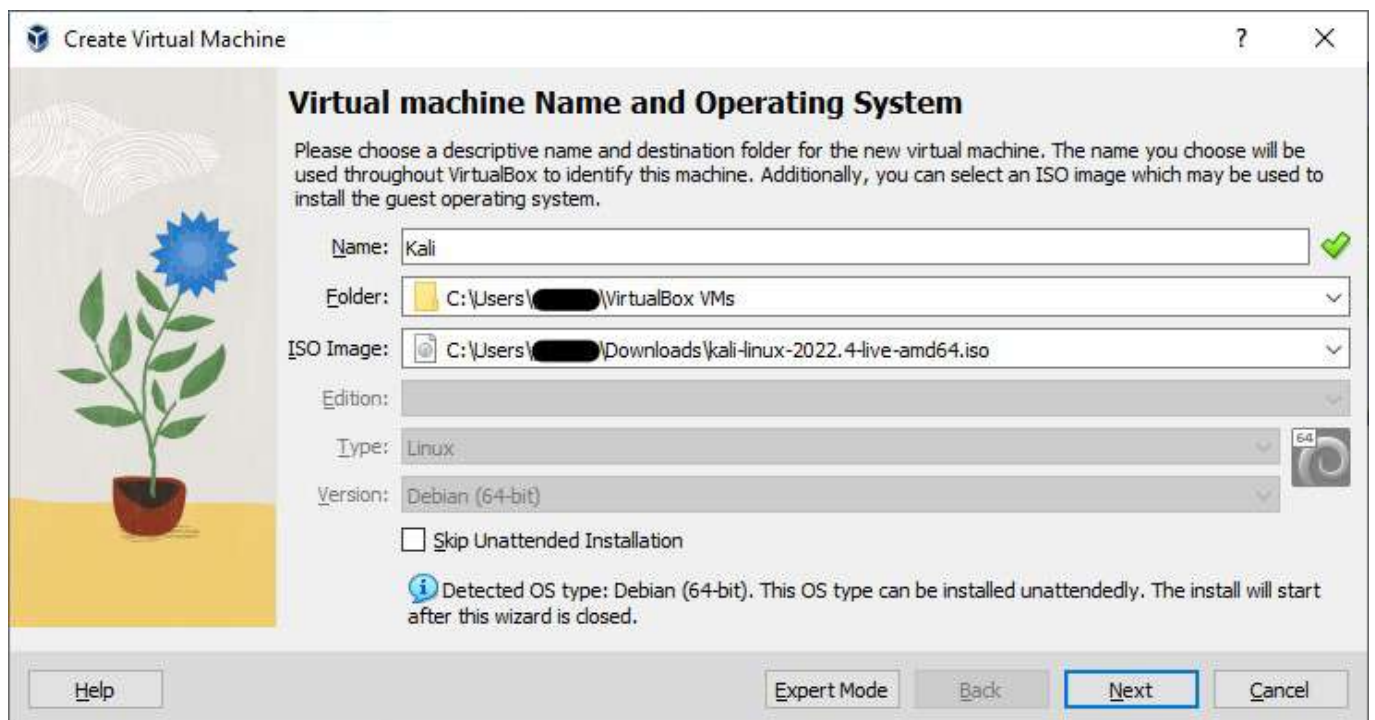 Create Virtual Machine
?
Virtual machine Name and Operating System
Please choose a descriptive name and destination folder for the new virtual machine. The name you choose will be
used throughout VirtualBox to identify this machine. Additionally, you can select an ISO image which may be used to
install the guest operating system.
Name: Kali
Folder: C:\Users\ \VirtualBox VMs
ISO Image: C:\Users\ \Downloads\kali-linux-2022.4-live-amd64.iso
Edition:
Type: Linux
64
Version: Debian (64-bit)
Skip Unattended Installation
Detected OS type: Debian (64-bit). This OS type can be installed unattendedly. The install will start
after this wizard is closed.
Help Expert Mode Back Next Cancel